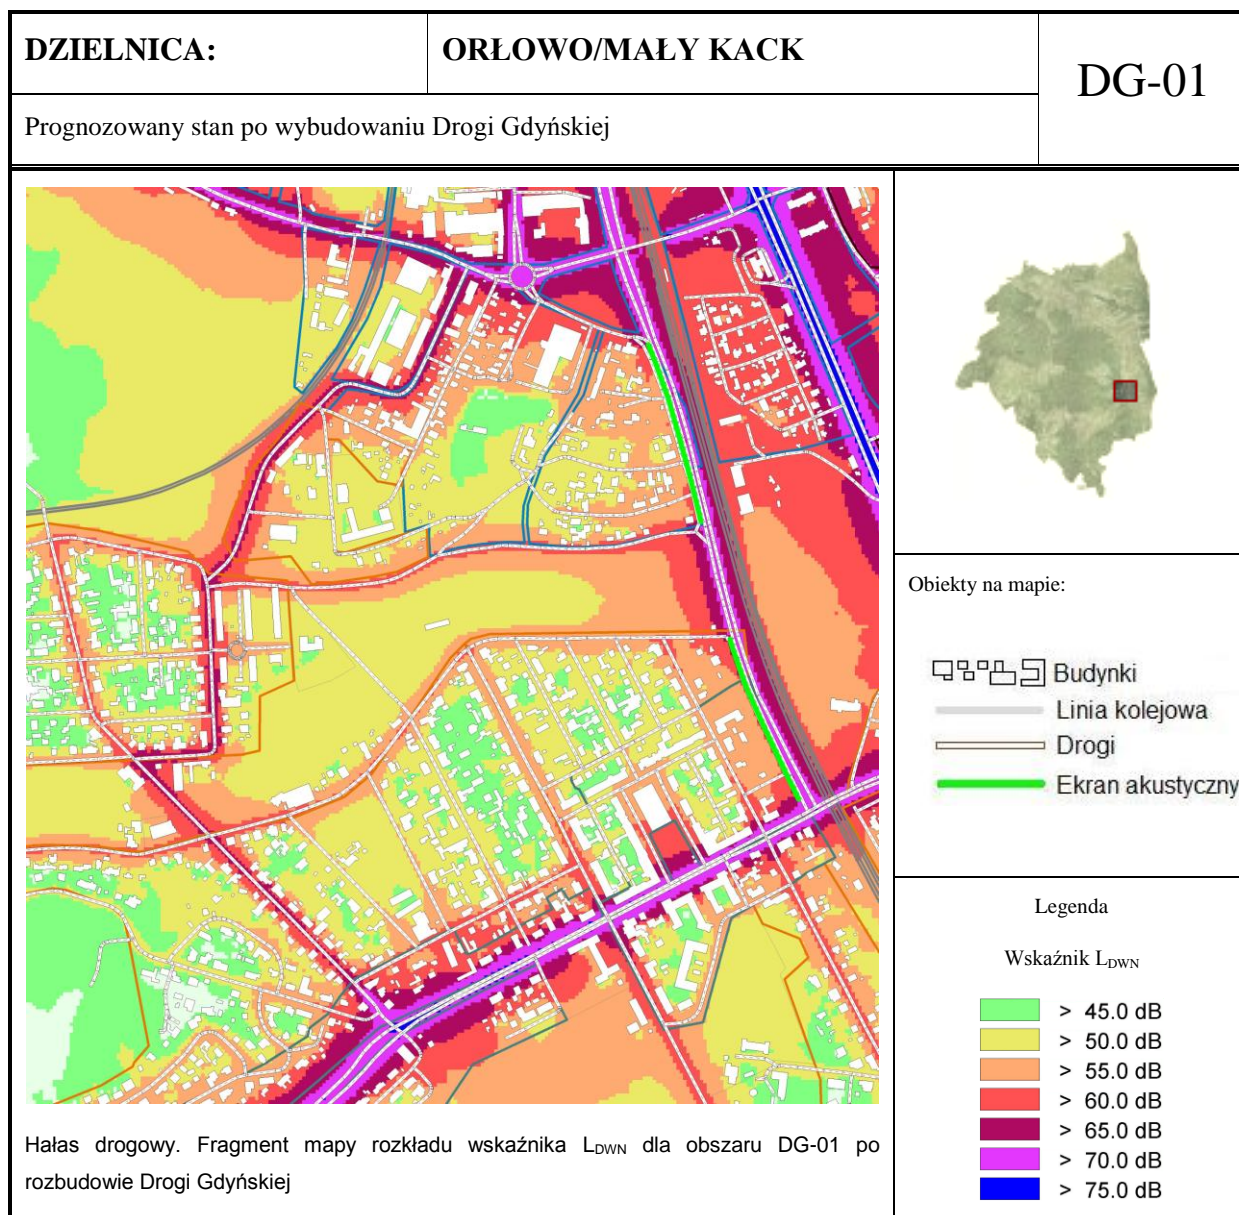 DZIELNICA:
ORŁOWO/MAŁY KACK
DG-01
Prognozowany stan po wybudowaniu Drogi Gdyńskiej
Obiekty na mapie:
Budynki
Linia kolejowa
Drogi
Ekran akustyczny
Legenda
Wskaźnik LDWN
> 45.0 dB
> 50.0 dB
> 55.0 dB
> 60.0 dB
> 65.0 dB
> 70.0 dB
> 75.0 dB
Hałas drogowy. Fragment mapy rozkładu wskaźnika LDWN dla obszaru DG-01 po
rozbudowie Drogi Gdyńskiej